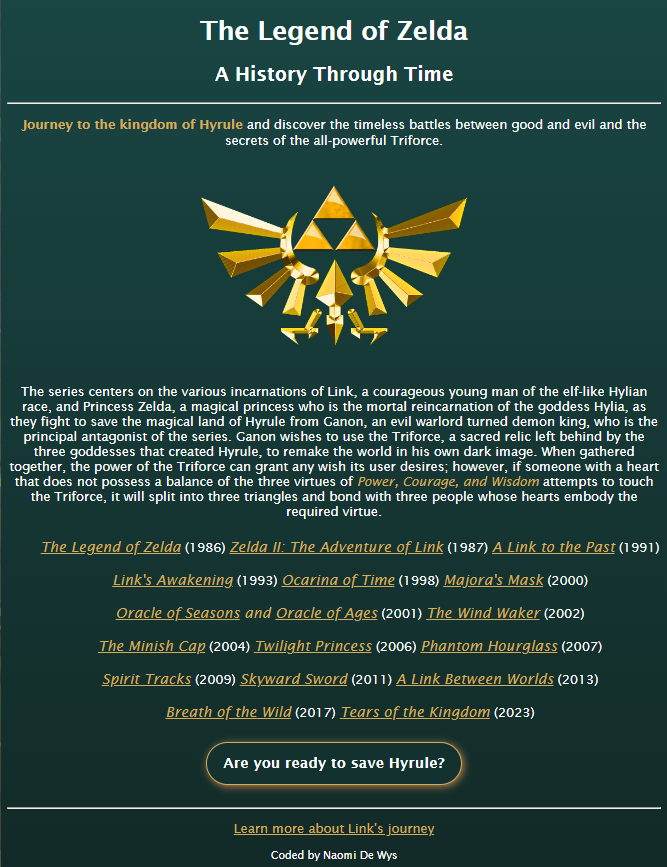 The Legend of Zelda
A History Through Time
Journey to the kingdom of Hyrule and discover the timeless battles between good and evil and the
secrets of the all-powerful Triforce.
The series centers on the various incarnations of Link, a courageous young man of the elf-like Hylian
race, and Princess Zelda, a magical princess who is the mortal reincarnation of the goddess Hylia, as
they fight to save the magical land of Hyrule from Ganon, an evil warlord turned demon king, who is the
principal antagonist of the series. Ganon wishes to use the Triforce, a sacred relic left behind by the
three goddesses that created Hyrule, to remake the world in his own dark image. When gathered
together, the power of the Triforce can grant any wish its user desires; however, if someone with a heart
that does not possess a balance of the three virtues of Power, Courage, and Wisdom attempts to touch
the Triforce, it will split into three triangles and bond with three people whose hearts embody the
required virtue.
The Legend of Zelda (1986) Zelda II: The Adventure of Link (1987) A Link to the Past (1991)
Link's Awakening (1993) Ocarina of Time (1998) Majora's Mask (2000)
Oracle of Seasons and Oracle of Ages (2001) The Wind Waker (2002)
The Minish Cap (2004) Twilight Princess (2006) Phantom Hourglass (2007)
Spirit Tracks (2009) Skyward Sword (2011) A Link Between Worlds (2013)
Breath of the Wild (2017) Tears of the Kingdom (2023)
Are you ready to save Hyrule?
Learn more about Link's journey
Coded by Naomi De Wys